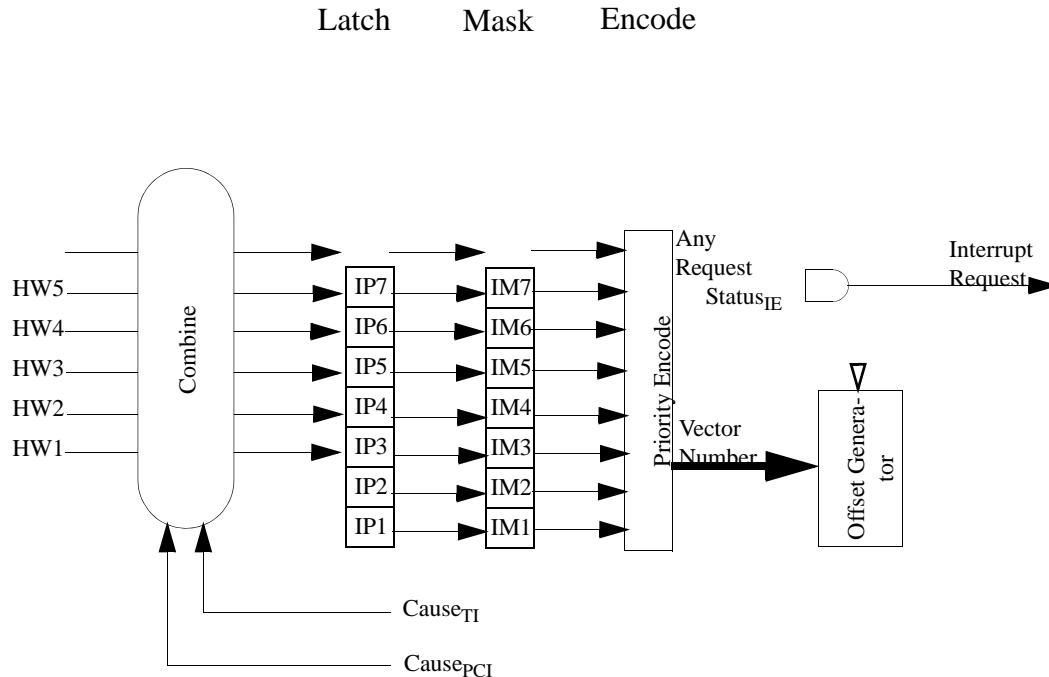 Latch Mask Encode
Any
Request
Interrupt
Request
Status_IE
HW5
HW4
HW3
HW2
HW1
Combine
IP7
IP6
IP5
IP4
IP3
IP2
IP1
IM7
IM6
IM5
IM4
IM3
IM2
IM1
Priority Encode
Vector
Number
Offset Genera-
tor
Cause_TI
Cause_PCI